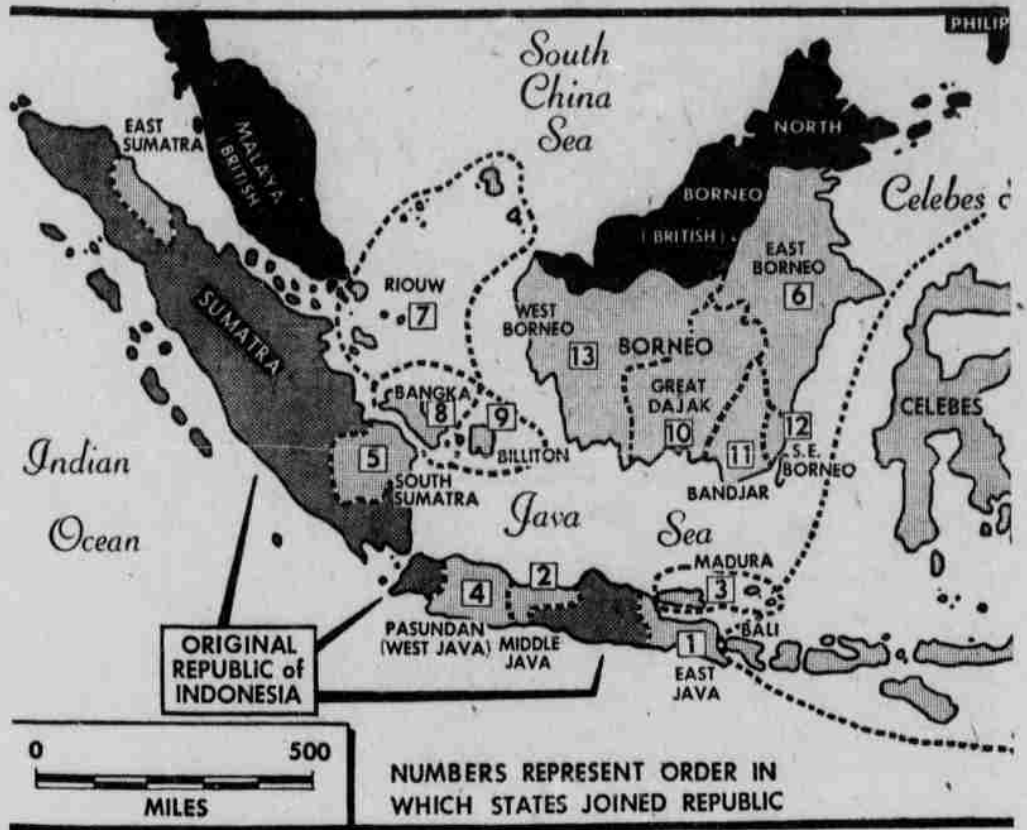 PHILIP
South
China
Sea
EAST
SUMATRA
MALAYA
(BRITISH)
NORTH
BORNEO
(BRITISH)
Celebes
EAST
BORNEO
6
RIOUW
7
SUMATRA
WEST
BORNEO
13
BORNEO
BANGKA
8
9
BILLITON
GREAT
DAJAK
10
11
BANDJAR
12
S.E.
BORNEO
CELEBES
Indian
Ocean
5
SOUTH
SUMATRA
Java
Sea
MADURA
3
2
4
PASUNDAN
(WEST JAVA)
MIDDLE
JAVA
1
EAST
JAVA
BALI
ORIGINAL
REPUBLIC of
INDONESIA
0 500
MILES
NUMBERS REPRESENT ORDER IN
WHICH STATES JOINED REPUBLIC